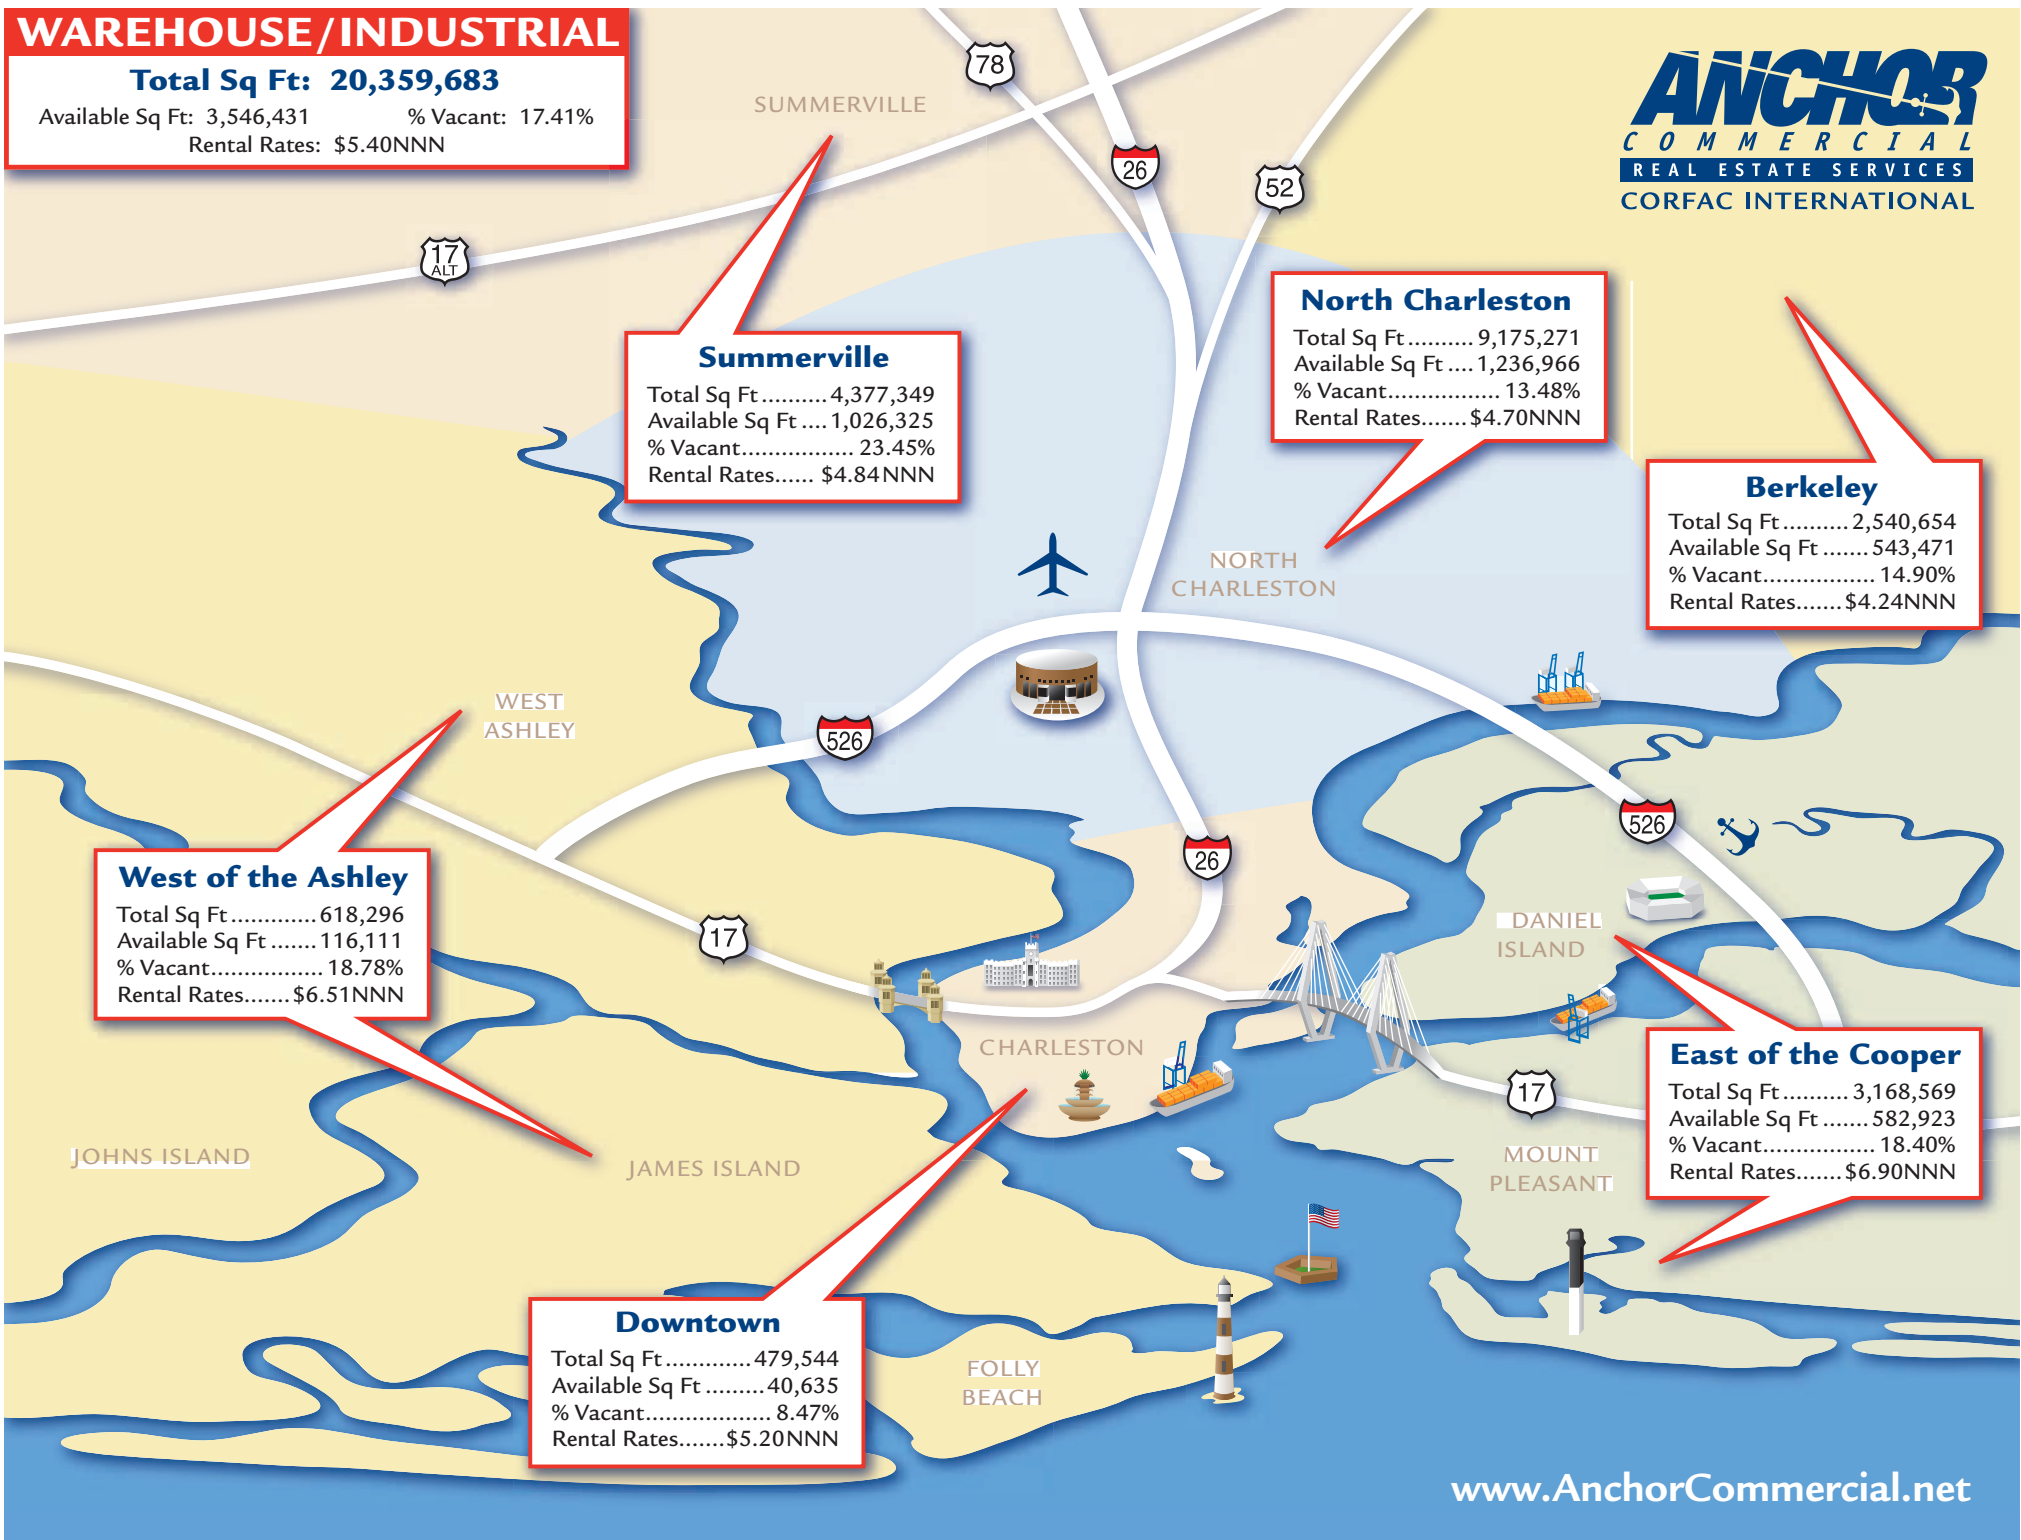 WAREHOUSE/INDUSTRIAL
Total Sq Ft: 20,359,683
Available Sq Ft: 3,546,431 % Vacant: 17.41%
Rental Rates: $5.40NNN
ANCHOR
COMMERCIAL
REAL ESTATE SERVICES
CORFAC INTERNATIONAL
78
SUMMERVILLE
26
52
17
ALT
North Charleston
Total Sq Ft.......... 9,175,271
Available Sq Ft .... 1,236,966
% Vacant................. 13.48%
Rental Rates.......$4.70NNN
Summerville
Total Sq Ft.......... 4,377,349
Available Sq Ft .... 1,026,325
% Vacant................. 23.45%
Rental Rates...... $4.84NNN
Berkeley
Total Sq Ft.......... 2,540,654
Available Sq Ft ....... 543,471
% Vacant................. 14.90%
Rental Rates.......$4.24NNN
NORTH
CHARLESTON
WEST
ASHLEY
526
526
26
West of the Ashley
Total Sq Ft............. 618,296
Available Sq Ft ....... 116,111
% Vacant................. 18.78%
Rental Rates.......$6.51NNN
17
DANIEL
ISLAND
CHARLESTON
East of the Cooper
Total Sq Ft.......... 3,168,569
Available Sq Ft ....... 582,923
% Vacant................. 18.40%
Rental Rates.......$6.90NNN
17
JOHNS ISLAND
JAMES ISLAND
MOUNT
PLEASANT
Downtown
Total Sq Ft............. 479,544
Available Sq Ft ......... 40,635
% Vacant................... 8.47%
Rental Rates.......$5.20NNN
FOLLY
BEACH
www.AnchorCommercial.net